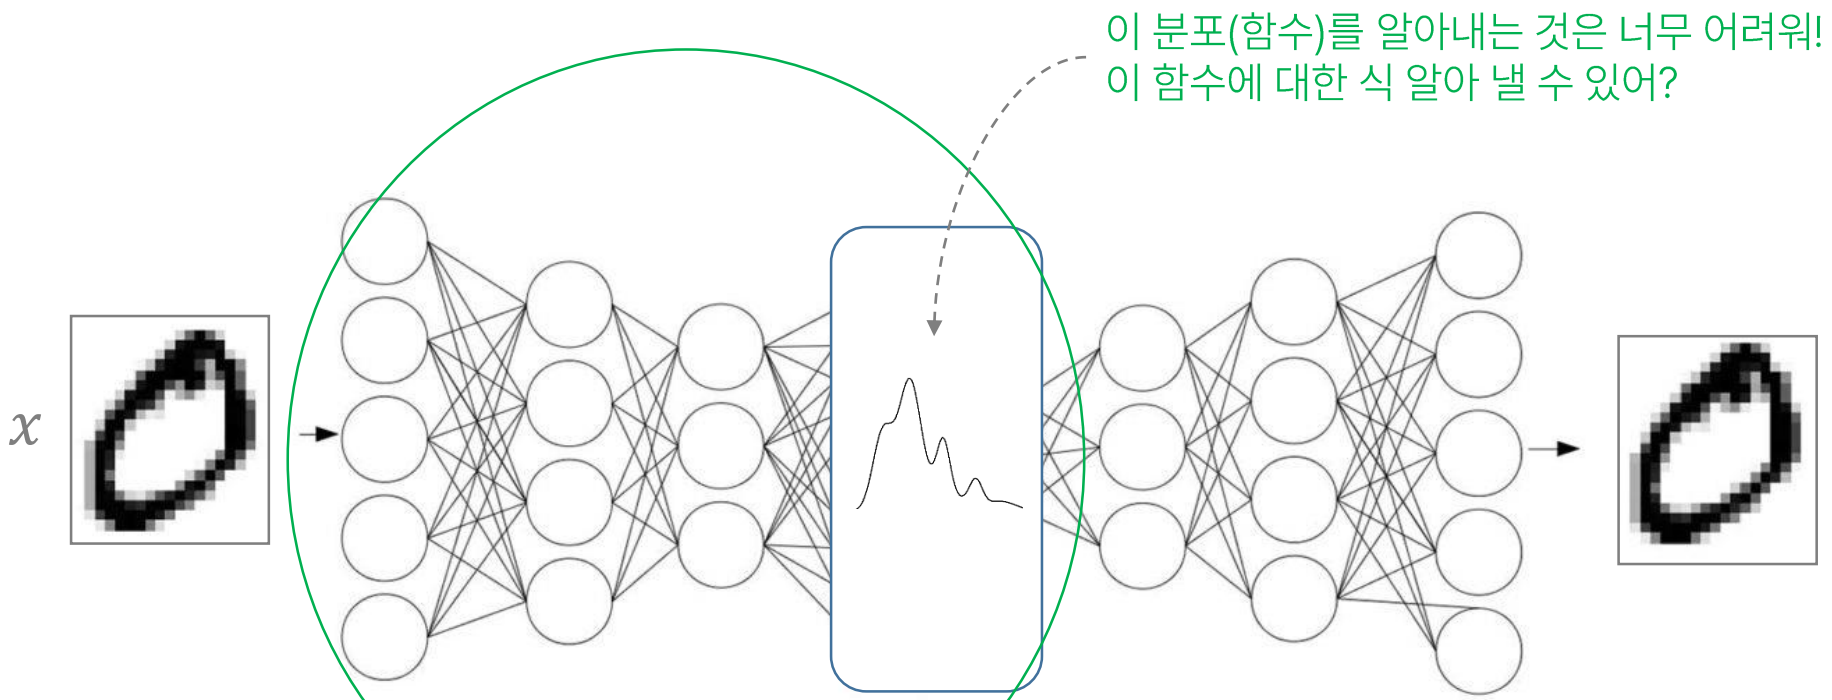 이 분포(함수)를 알아내는 것은 너무 어려워!
이 함수에 대한 식 알아 낼 수 있어?
x